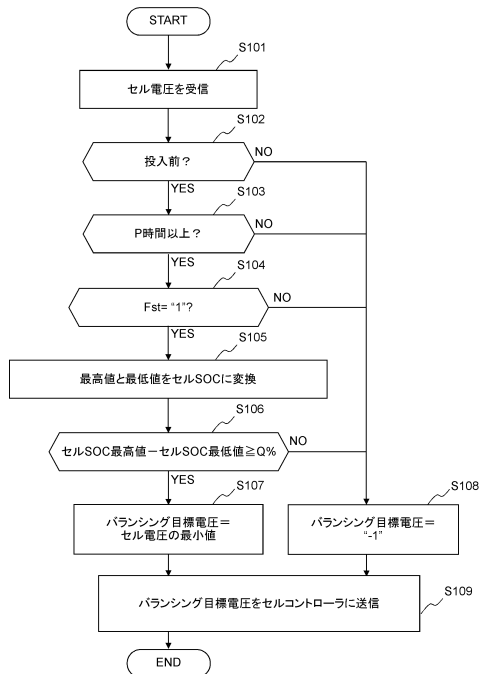 START
S101
セル電圧を受信
S102
投入前？
NO
YES
S103
P時間以上？
NO
YES
S104
Fst= “1”?
NO
YES
S105
最高値と最低値をセルSOCに変換
S106
セルSOC最高値－セルSOC最低値≧Q%
NO
YES
S107
バランシング目標電圧＝
セル電圧の最小値
S108
バランシング目標電圧＝
“-1”
S109
バランシング目標電圧をセルコントローラに送信
END